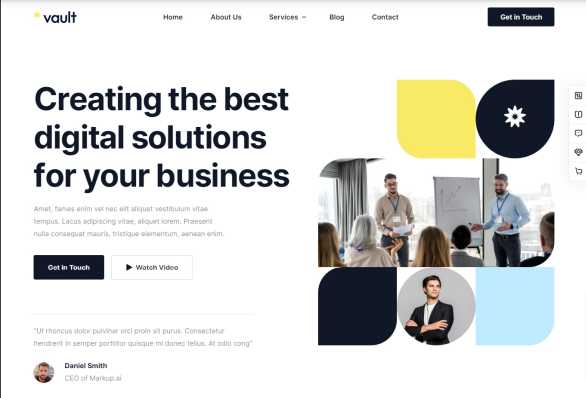 vault
Home
About Us
Services
Blog
Contact
Get in Touch
Creating the best
digital solutions
for your business
Amet, fames enim vel nec elit aliquet vestibulum vitae
tempus. Lacus adipiscing vitae, aliquet lorem. Praesent
nulla consequat mauris, tristique elementum, aenean enim.
Get in Touch
Watch Video
"Ut rhoncus dolor pulvinar orci proin sit purus. Consectetur
hendrerit in semper porttitor quisque mi donec tellus. At odio cong"
Daniel Smith
CEO of Markup.ai